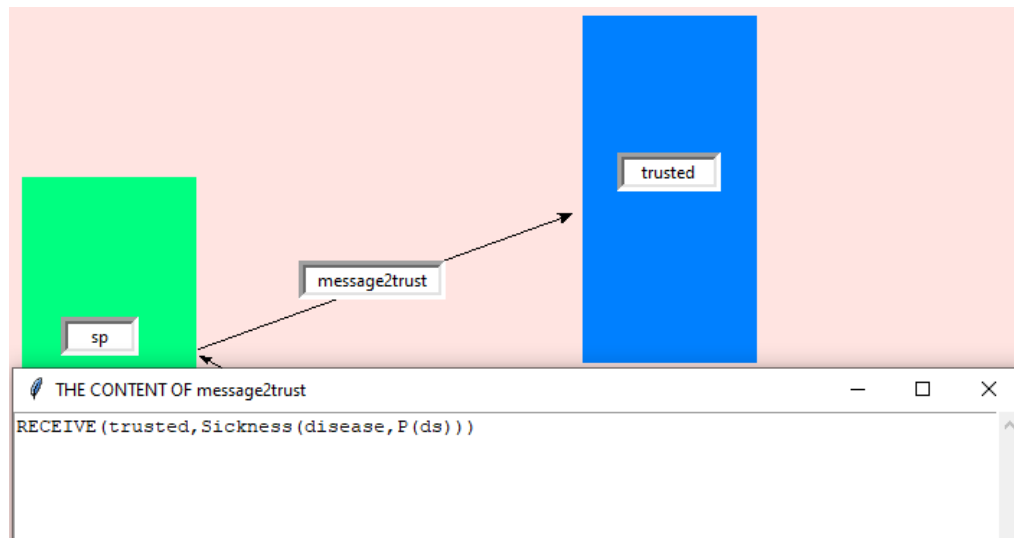 trusted
message2trust
sp
THE CONTENT OF message2trust
RECEIVE(trusted,Sickness(disease,P(ds)))